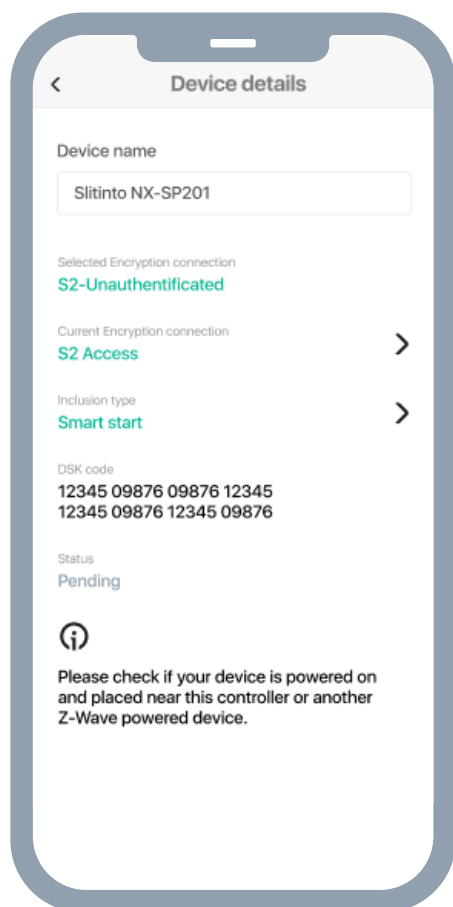 Device details
Device name
Slitinto NX-SP201
Selected Encryption connection
S2-Unauthentificated
Current Encryption connection
S2 Access
Inclusion type
Smart start
DSK code
12345 09876 09876 12345
12345 09876 12345 09876
Status
Pending
Please check if your device is powered on
and placed near this controller or another
Z-Wave powered device.